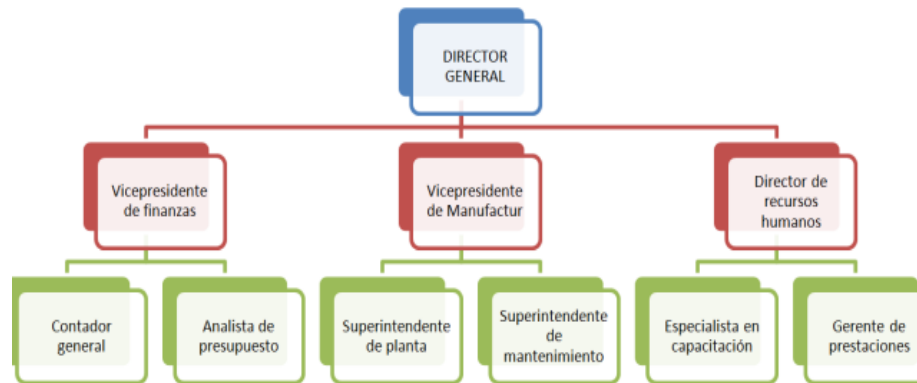 DIRECTOR
GENERAL
Vicepresidente
de finanzas
Vicepresidente
de Manufactur
Director de
recursos
humanos
Contador
general
Analista de
presupuesto
Superintendente
de planta
Superintendente
de
mantenimiento
Especialista en
capacitación
Gerente de
prestaciones